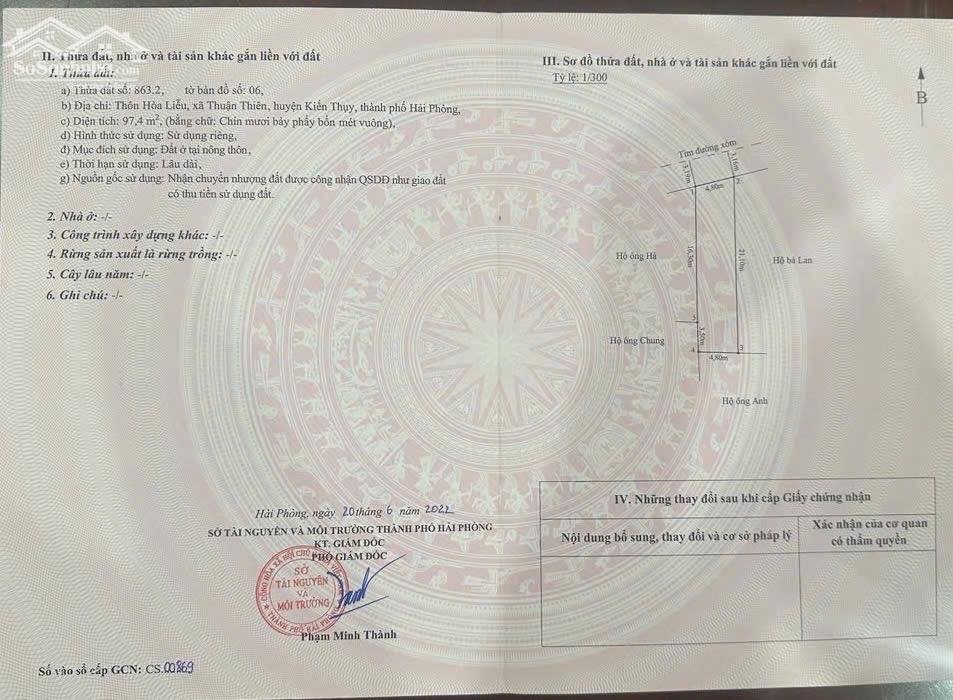 II. Thửa đất, nhà ở và tài sản khác gắn liền với đất
1. Thửa đất:
a) Thửa đất số: 863.2, tờ bản đồ số: 06,
b) Địa chỉ: Thôn Hòa Liễu, xã Thuận Thiên, huyện Kiến Thụy, thành phố Hải Phòng,
c) Diện tích: 97,4 m², (bằng chữ: Chín mươi bảy phẩy bốn mét vuông),
d) Hình thức sử dụng: Sử dụng riêng,
đ) Mục đích sử dụng: Đất ở tại nông thôn,
e) Thời hạn sử dụng: Lâu dài,
g) Nguồn gốc sử dụng: Nhận chuyển nhượng đất được công nhận QSDĐ như giao đất
có thu tiền sử dụng đất.
2. Nhà ở: -/-
3. Công trình xây dựng khác: -/-
4. Rừng sản xuất là rừng trồng: -/-
5. Cây lâu năm: -/-
6. Ghi chú: -/-
Hải Phòng, ngày 20 tháng 6 năm 2022
SỞ TÀI NGUYÊN VÀ MÔI TRƯỜNG THÀNH PHỐ HẢI PHÒNG
KT. GIÁM ĐỐC
PHÓ GIÁM ĐỐC
SỞ
TÀI NGUYÊN
VÀ
MÔI TRƯỜNG
Phạm Minh Thành
Số vào sổ cấp GCN: CS.00869
III. Sơ đồ thửa đất, nhà ở và tài sản khác gắn liền với đất
Tỷ lệ: 1/300
B
Tim đường xóm
3,16m
1
4,80m
2
16,30m
21,10m
Hộ ông Hà
Hộ bà Lan
5
3,50m
Hộ ông Chung
4
4,80m
3
Hộ ông Anh
IV. Những thay đổi sau khi cấp Giấy chứng nhận
Nội dung bổ sung, thay đổi và cơ sở pháp lý
Xác nhận của cơ quan
có thẩm quyền